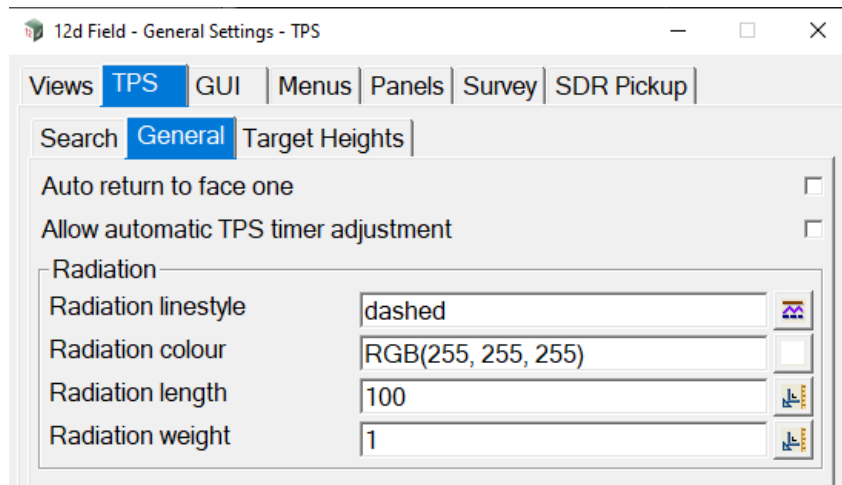 12d Field - General Settings - TPS
Views TPS GUI Menus Panels Survey SDR Pickup
Search General Target Heights
Auto return to face one
Allow automatic TPS timer adjustment
Radiation
Radiation linestyle dashed
Radiation colour RGB(255, 255, 255)
Radiation length 100
Radiation weight 1